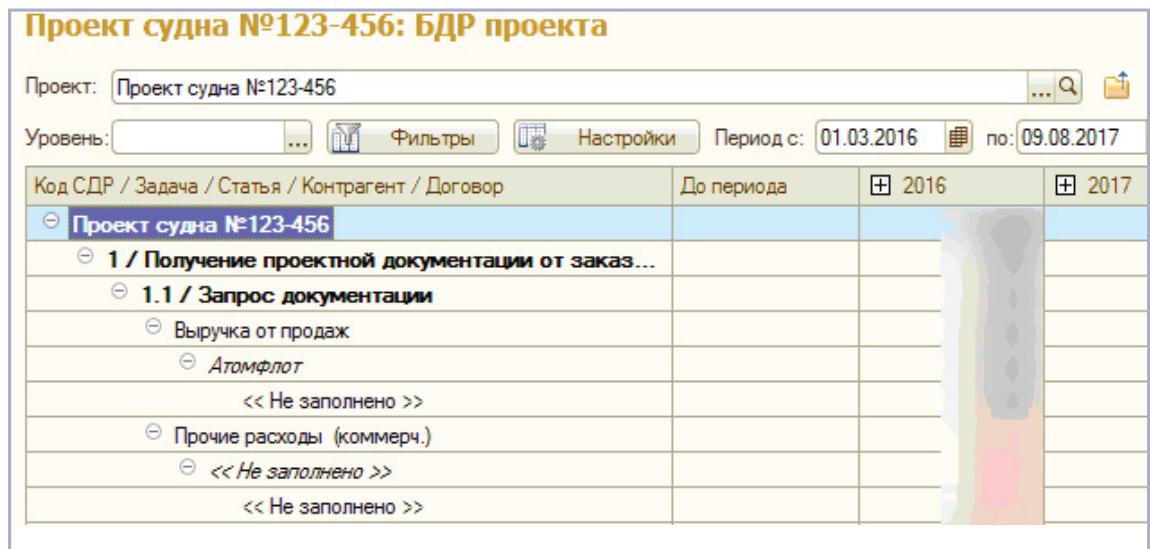 Проект судна №123-456: БДР проекта
Проект: Проект судна №123-456 ...
Уровень: ... Фильтры Настройки Период с: 01.03.2016 по: 09.08.2017
Код СДР / Задача / Статья / Контрагент / Договор До периода 2016 2017
Проект судна №123-456
1 / Получение проектной документации от заказ...
1.1 / Запрос документации
Выручка от продаж
Атомфлот
<< Не заполнено >>
Прочие расходы (коммерч.)
<< Не заполнено >>
<< Не заполнено >>